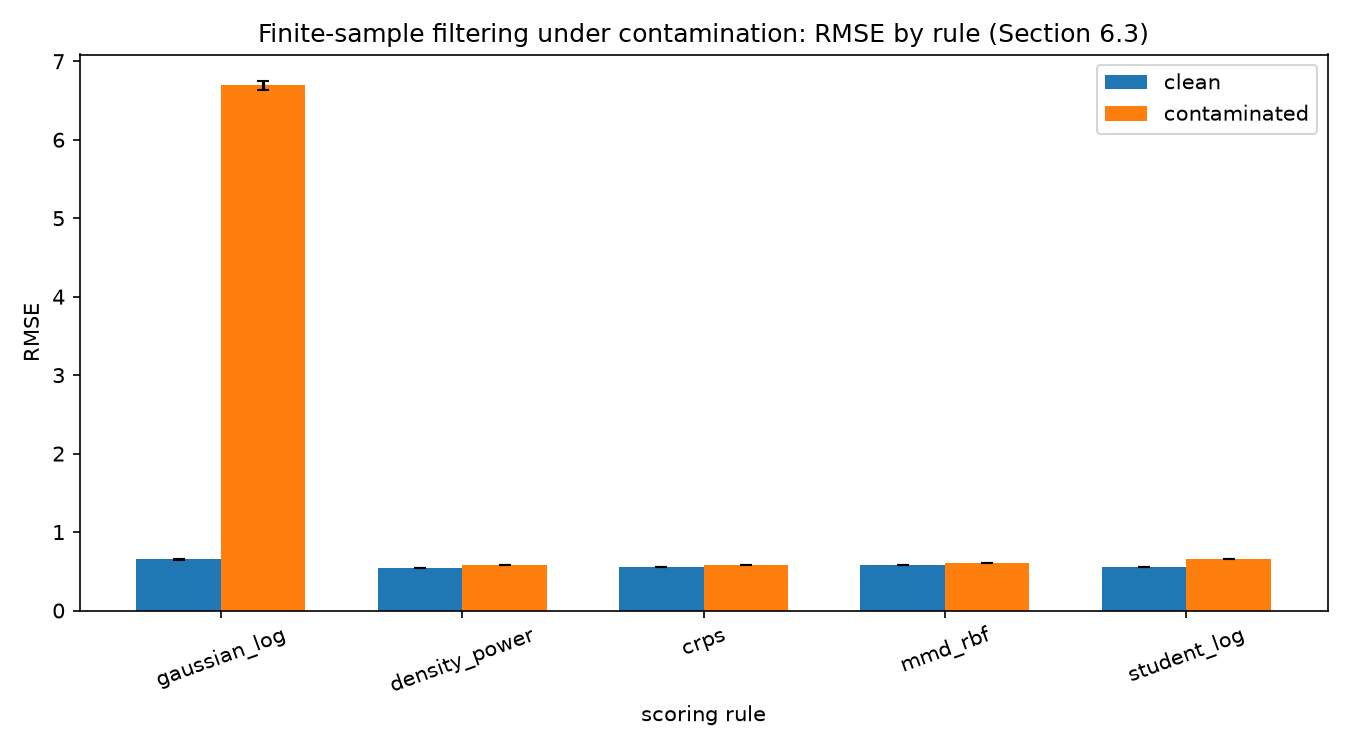 Finite-sample filtering under contamination: RMSE by rule (Section 6.3)
clean
contaminated
RMSE
7
6
5
4
3
2
1
0
gaussian_log
density_power
crps
mmd_rbf
student_log
scoring rule